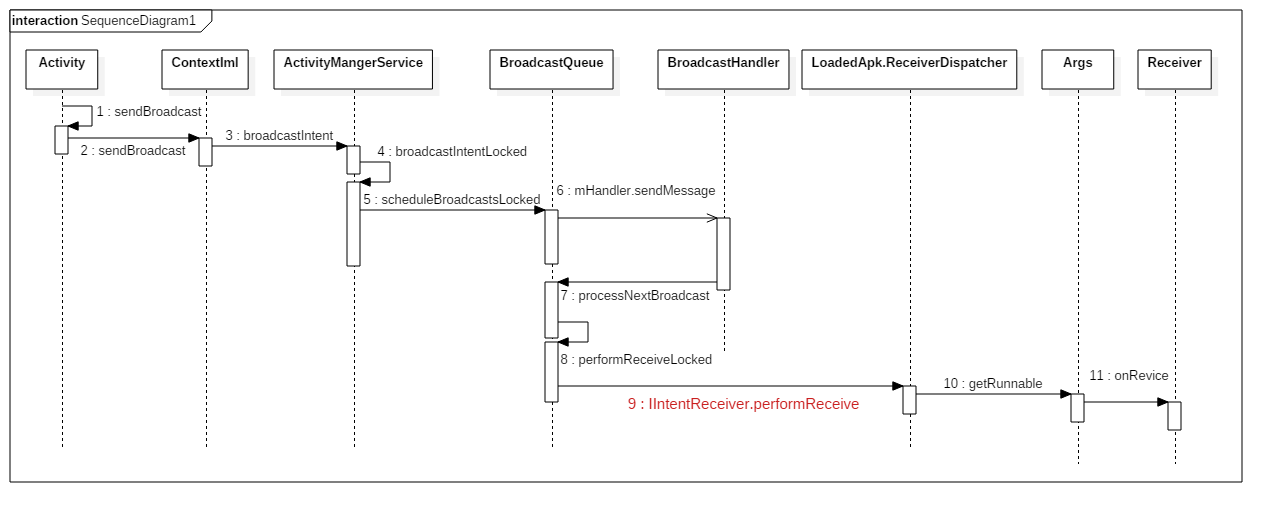 interaction SequenceDiagram1
Activity
ContextIml
ActivityMangerService
BroadcastQueue
BroadcastHandler
LoadedApk.ReceiverDispatcher
Args
Receiver
1 : sendBroadcast
2 : sendBroadcast
3 : broadcastIntent
4 : broadcastIntentLocked
5 : scheduleBroadcastsLocked
6 : mHandler.sendMessage
7 : processNextBroadcast
8 : performReceiveLocked
9 : IIntentReceiver.performReceive
10 : getRunnable
11 : onRevice